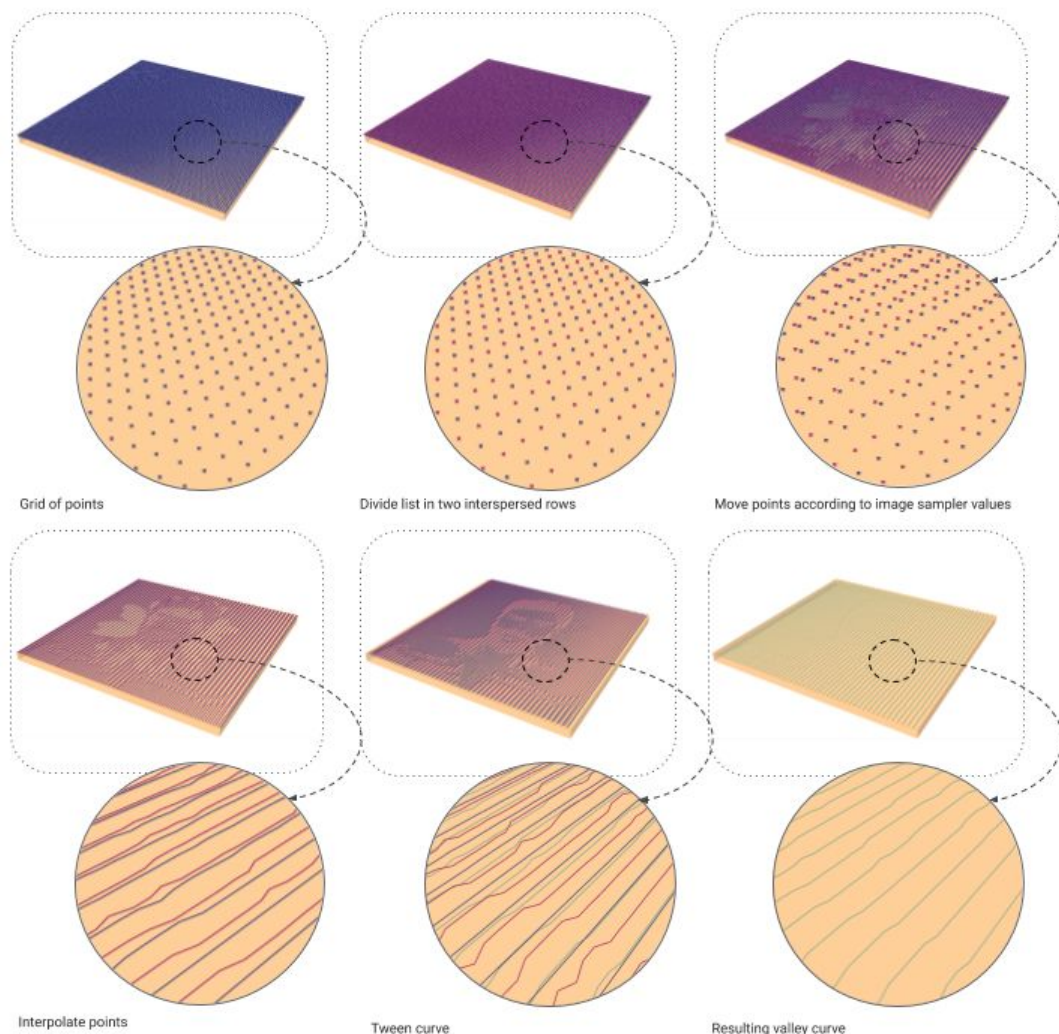 Grid of points
Divide list in two interspersed rows
Move points according to image sampler values
Interpolate points
Tween curve
Resulting valley curve